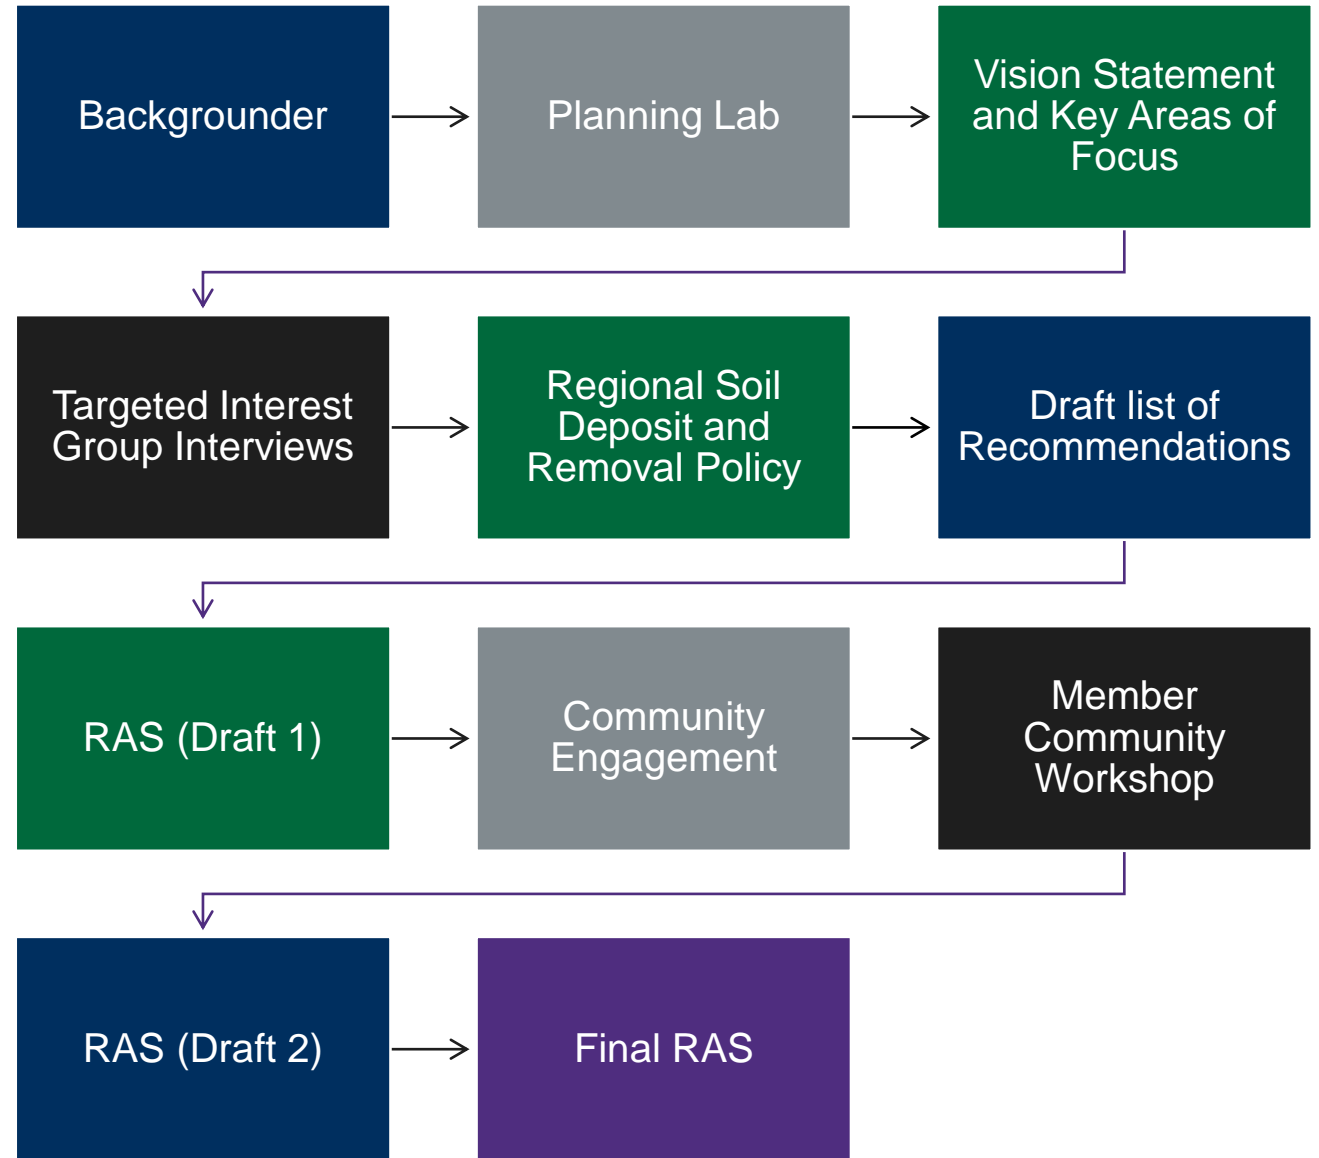 Backgrounder
Planning Lab
Vision Statement
and Key Areas of
Focus
Targeted Interest
Group Interviews
Regional Soil
Deposit and
Removal Policy
Draft list of
Recommendations
RAS (Draft 1)
Community
Engagement
Member
Community
Workshop
RAS (Draft 2)
Final RAS